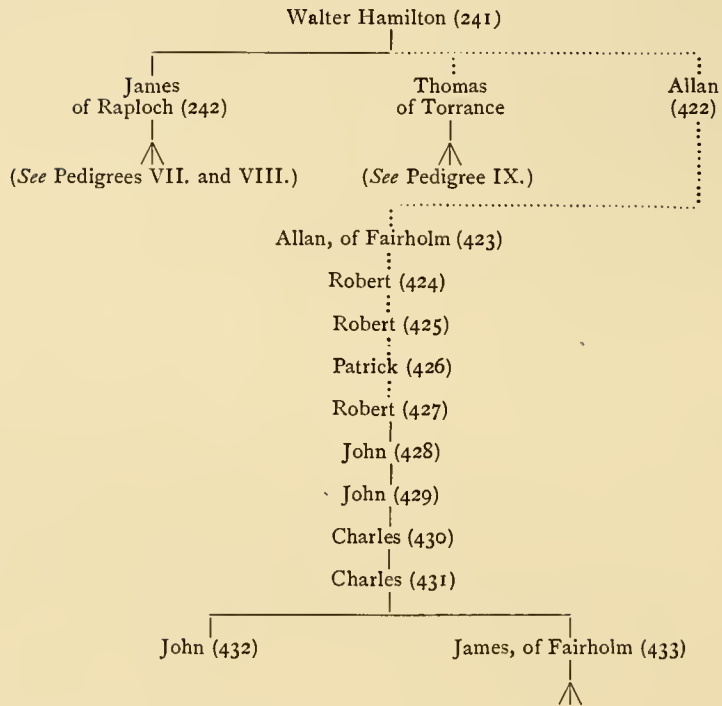 Walter Hamilton (241)
James
of Raploch (242)
Thomas
of Torrance
Allan
(422)
(See Pedigrees VII. and VIII.)
(See Pedigree IX.)
Allan, of Fairholm (423)
Robert (424)
Robert (425)
Patrick (426)
Robert (427)
John (428)
John (429)
Charles (430)
Charles (431)
John (432)
James, of Fairholm (433)